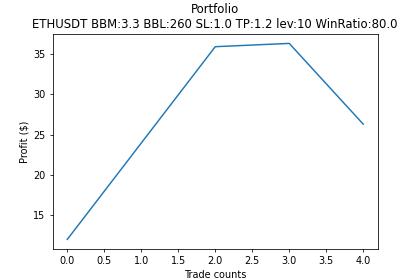 Portfolio
ETHUSDT BBM:3.3 BBL:260 SL:1.0 TP:1.2 lev:10 WinRatio:80.0
35
30
25
20
15
Profit ($)
0.0 0.5 1.0 1.5 2.0 2.5 3.0 3.5 4.0
Trade counts